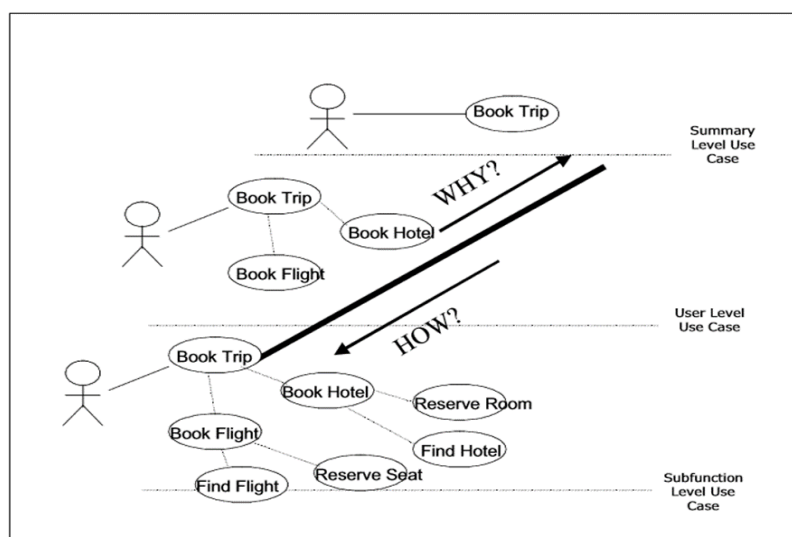 Book Trip
Summary
Level Use
Case
WHY?
Book Trip
Book Hotel
Book Flight
User Level
Use Case
HOW?
Book Trip
Book Hotel
Reserve Room
Book Flight
Find Hotel
Reserve Seat
Find Flight
Subfunction
Level Use
Case